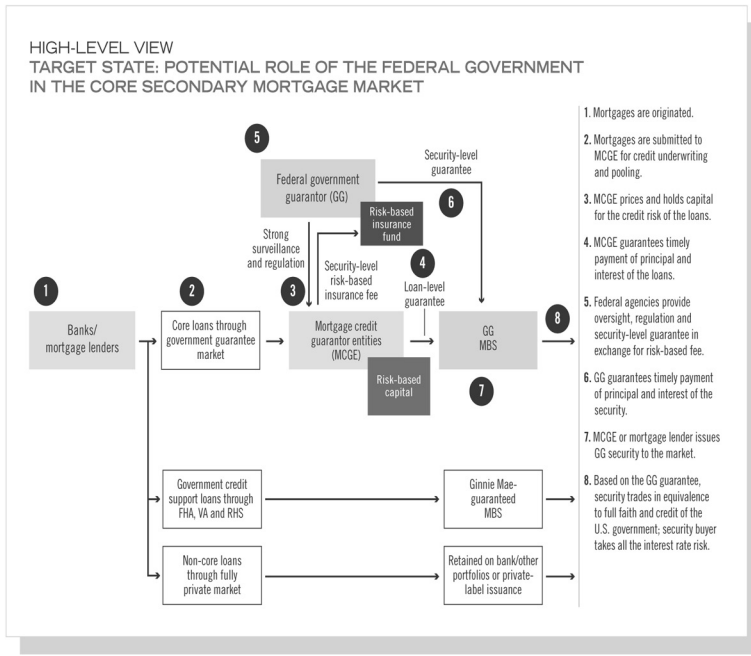 HIGH-LEVEL VIEW
TARGET STATE: POTENTIAL ROLE OF THE FEDERAL GOVERNMENT
IN THE CORE SECONDARY MORTGAGE MARKET
5
Federal government
guarantor (GG)
Security-level
guarantee
6
Risk-based
insurance
fund
Strong
surveillance
and regulation
Security-level
risk-based
insurance fee
4
Loan-level
guarantee
1
Banks/
mortgage lenders
2
Core loans through
government guarantee
market
3
Mortgage credit
guarantor entities
(MCGE)
Risk-based
capital
GG
MBS
7
8
Government credit
support loans through
FHA, VA and RHS
Ginnie Mae-
guaranteed
MBS
Non-core loans
through fully
private market
Retained on bank/other
portfolios or private-
label issuance
1. Mortgages are originated.
2. Mortgages are submitted to
MCGE for credit underwriting
and pooling.
3. MCGE prices and holds capital
for the credit risk of the loans.
4. MCGE guarantees timely
payment of principal and
interest of the loans.
5. Federal agencies provide
oversight, regulation and
security-level guarantee in
exchange for risk-based fee.
6. GG guarantees timely payment
of principal and interest of the
security.
7. MCGE or mortgage lender issues
GG security to the market.
8. Based on the GG guarantee,
security trades in equivalence
to full faith and credit of the
U.S. government; security buyer
takes all the interest rate risk.